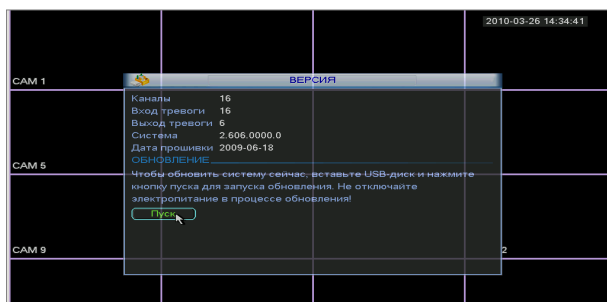 2010-03-26 14:34:41
CAM 1
ВЕРСИЯ
Каналы 16
Вход тревоги 16
Выход тревоги 6
Система 2.606.0000.0
Дата прошивки 2009-06-18
ОБНОВЛЕНИЕ
CAM 5
Чтобы обновить систему сейчас, вставьте USB-диск и нажмите
кнопку пуска для запуска обновления. Не отключайте
электропитание в процессе обновления!
Пуск
CAM 9
2